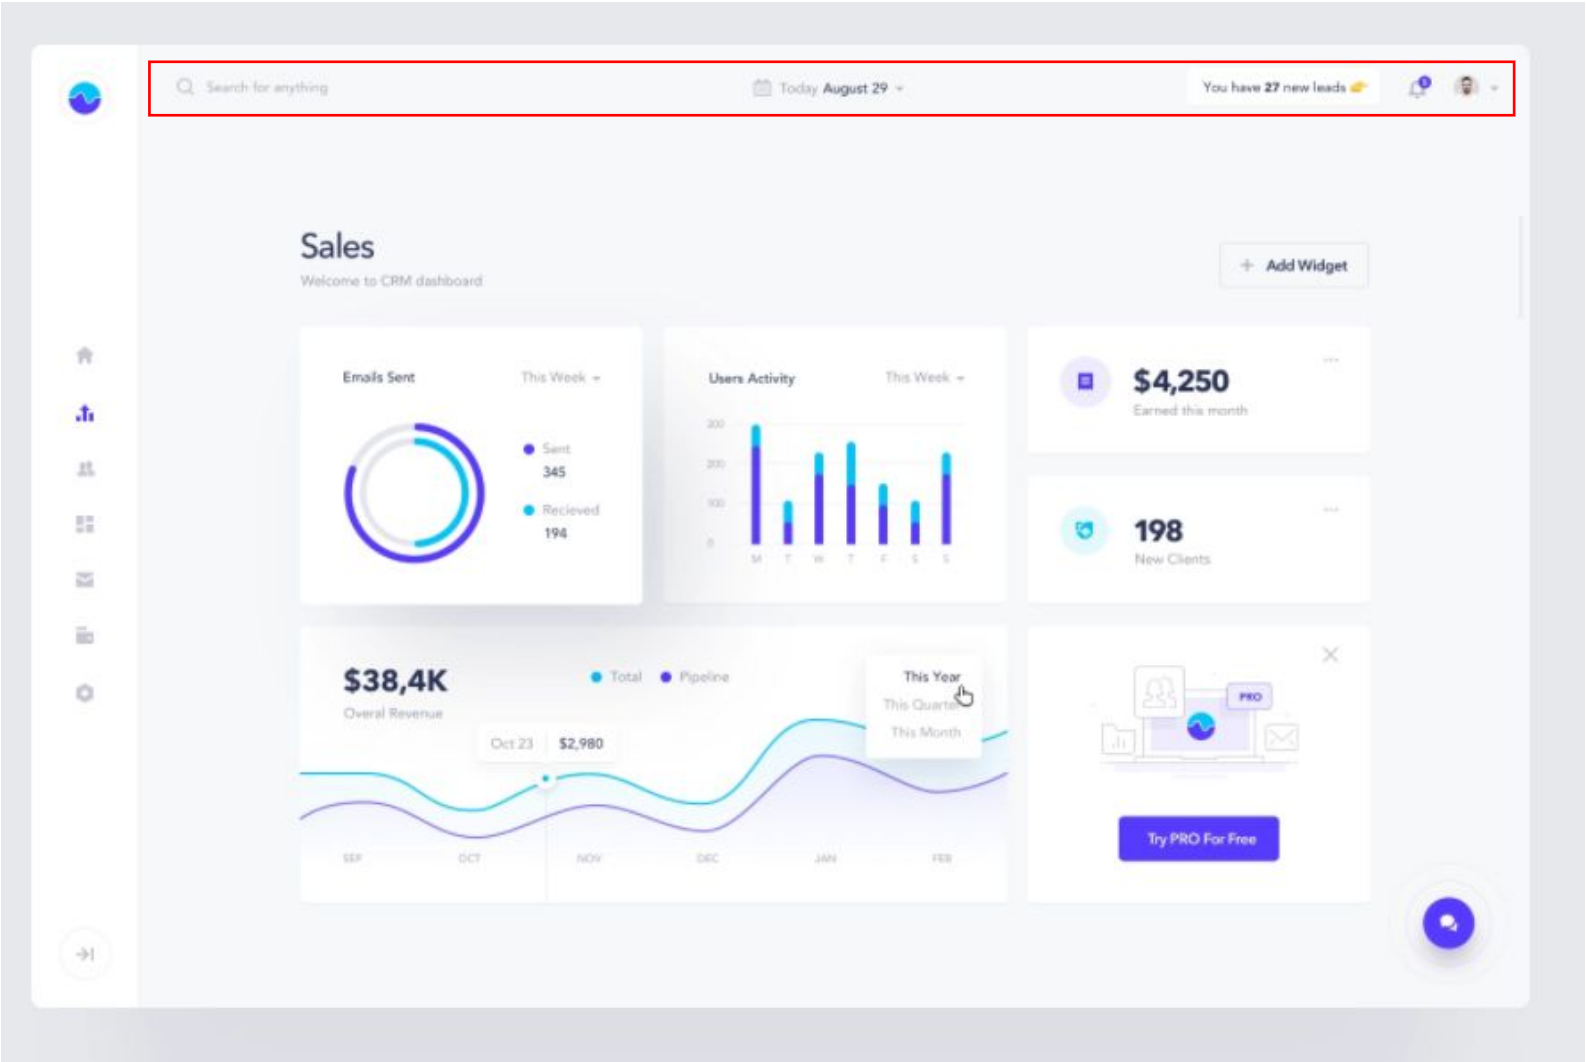 Search for anything
Today August 29
You have 27 new leads 👉
Sales
Welcome to CRM dashboard
+ Add Widget
Emails Sent
This Week
Sent
345
Recieved
194
Users Activity
This Week
300
200
100
0
M T W T F S S
$4,250
Earned this month
198
New Clients
$38,4K
Overal Revenue
Total
Pipeline
This Year
This Quarter
This Month
Oct 23 $2,980
SEP OCT NOV DEC JAN FEB
PRO
Try PRO For Free